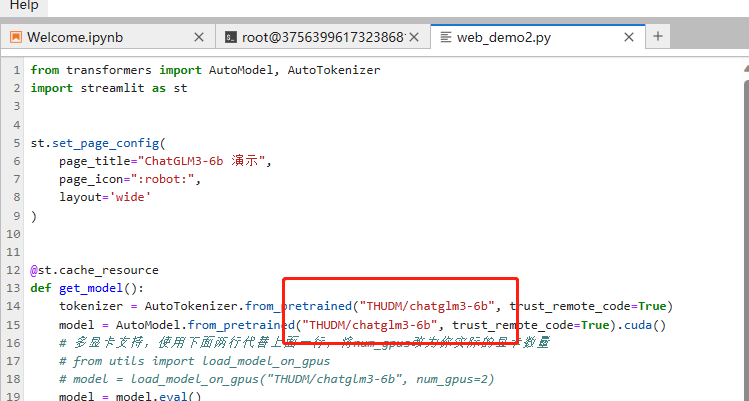 Help
Welcome.ipynb
root@3756399617323868
web_demo2.py
1 from transformers import AutoModel, AutoTokenizer
2 import streamlit as st
3
4
5 st.set_page_config(
6 page_title="ChatGLM3-6b 演示",
7 page_icon=":robot:",
8 layout='wide'
9 )
10
11
12 @st.cache_resource
13 def get_model():
14 tokenizer = AutoTokenizer.from_pretrained("THUDM/chatglm3-6b", trust_remote_code=True)
15 model = AutoModel.from_pretrained("THUDM/chatglm3-6b", trust_remote_code=True).cuda()
16 # 多显卡支持，使用下面两行代替上面一行，将num_gpus改为你实际的显卡数量
17 # from utils import load_model_on_gpus
18 # model = load_model_on_gpus("THUDM/chatglm3-6b", num_gpus=2)
19 model = model.eval()